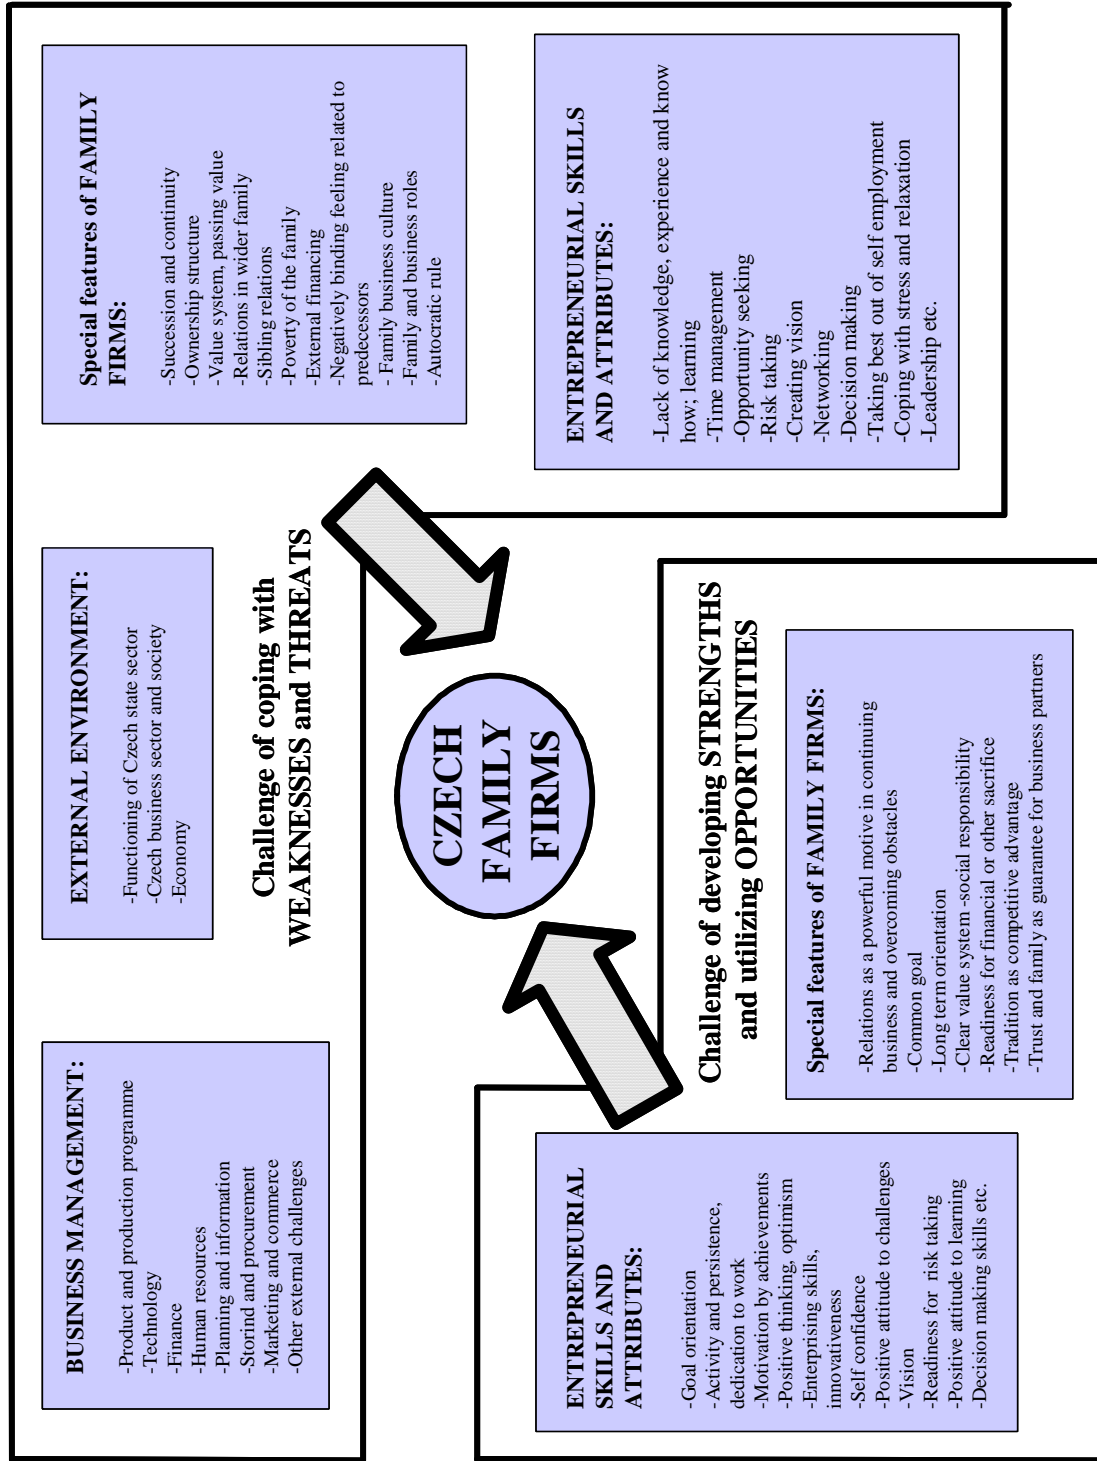 BUSINESS MANAGEMENT:
-Product and production programme
-Technology
-Finance
-Human resources
-Planning and information
-Storind and procurement
-Marketing and commerce
-Other external challenges
EXTERNAL ENVIRONMENT:
-Functioning of Czech state sector
-Czech business sector and society
-Economy
Special features of FAMILY
FIRMS:
-Succession and continuity
-Ownership structure
- Value system, passing value
-Relations in wider family
-Sibling relations
-Poverty of the family
-External financing
-Negatively binding feeling related to
predecessors
- Family business culture
-Family and business roles
-Autocratic rule
Challenge of coping with
WEAKNESSES and THREATS
ENTREPRENEURIAL SKILLS
AND ATTRIBUTES:
-Lack of knowledge, experience and know
how; learning
-Time management
-Opportunity seeking
-Risk taking
-Creating vision
-Networking
-Decision making
-Taking best out of self employment
-Coping with stress and relaxation
-Leadership etc.
CZECH
FAMILY
FIRMS
ENTREPRENEURIAL
SKILLS AND
ATTRIBUTES:
-Goal orientation
-Activity and persistence,
dedication to work
-Motivation by achievements
-Positive thinking, optimism
-Enterprising skills,
innovativeness
-Self confidence
-Positive attitude to challenges
-Vision
-Readiness for risk taking
-Positive attitude to learning
-Decision making skills etc.
Challenge of developing STRENGTHS
and utilizing OPPORTUNITIES
Special features of FAMILY FIRMS:
-Relations as a powerful motive in continuing
business and overcoming obstacles
-Common goal
-Long term orientation
-Clear value system -social responsibility
-Readiness for financial or other sacrifice
-Tradition as competitive advantage
-Trust and family as guarantee for business partners